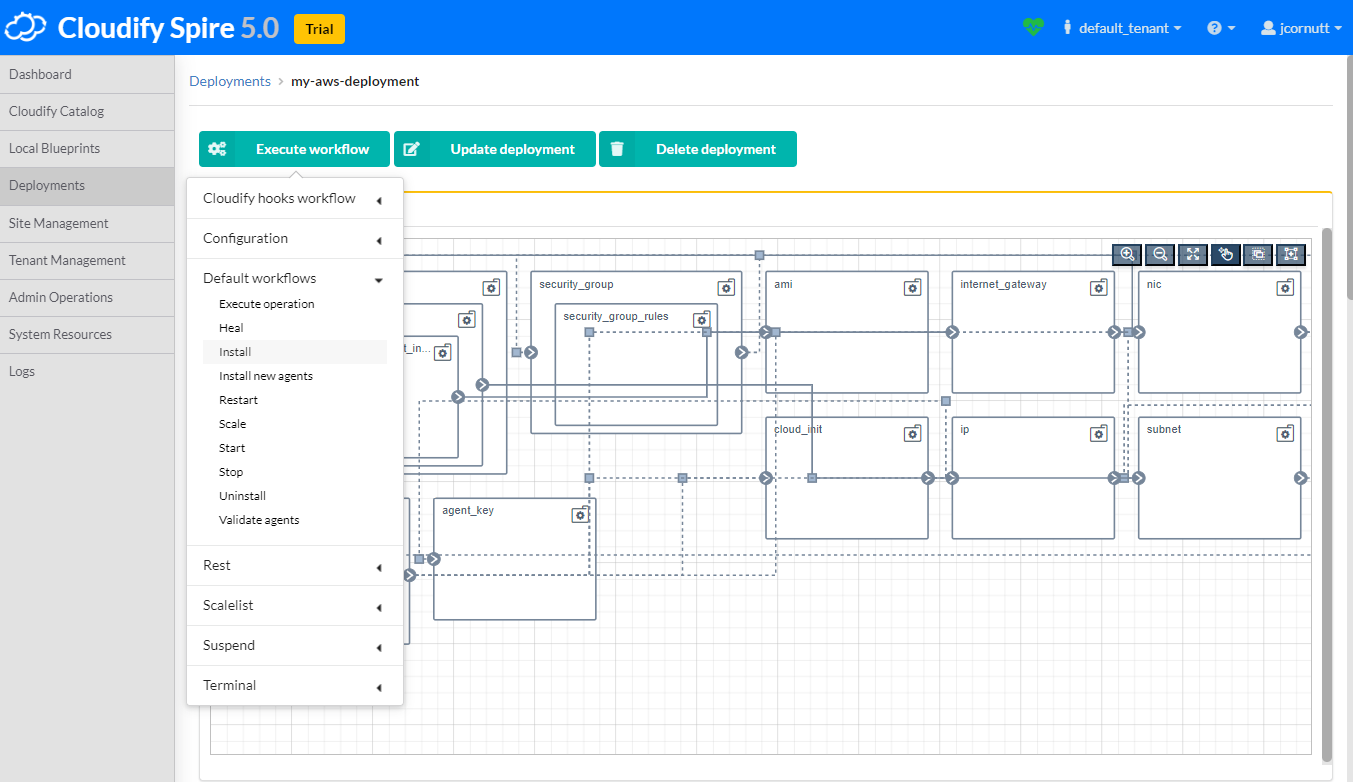 Cloudify Spire 5.0 Trial default_tenant jcornutt
Dashboard
Cloudify Catalog
Local Blueprints
Deployments
Site Management
Tenant Management
Admin Operations
System Resources
Logs
Deployments > my-aws-deployment
Execute workflow Update deployment Delete deployment
Cloudify hooks workflow
Configuration
Default workflows
Execute operation
Heal
Install
Install new agents
Restart
Scale
Start
Stop
Uninstall
Validate agents
Rest
Scalelist
Suspend
Terminal
security_group
security_group_rules
t_in...
ami
internet_gateway
nic
cloud_init
ip
subnet
agent_key